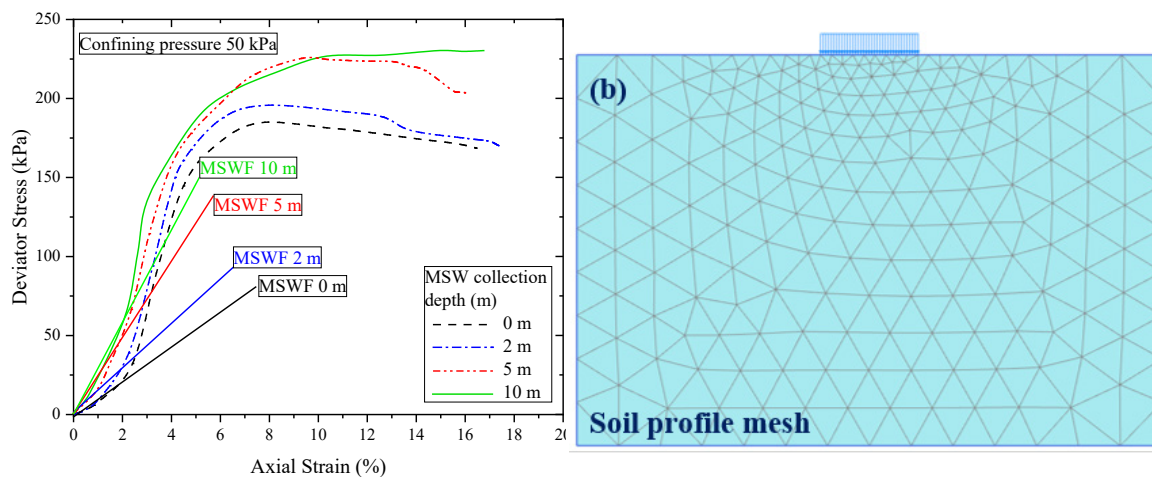 250
200
150
100
50
0
Deviator Stress (kPa)
Confining pressure 50 kPa
MSWF 10 m
MSWF 5 m
MSWF 2 m
MSWF 0 m
MSW collection
depth (m)
0 m
2 m
5 m
10 m
0 2 4 6 8 10 12 14 16 18 20
Axial Strain (%)
(b)
Soil profile mesh